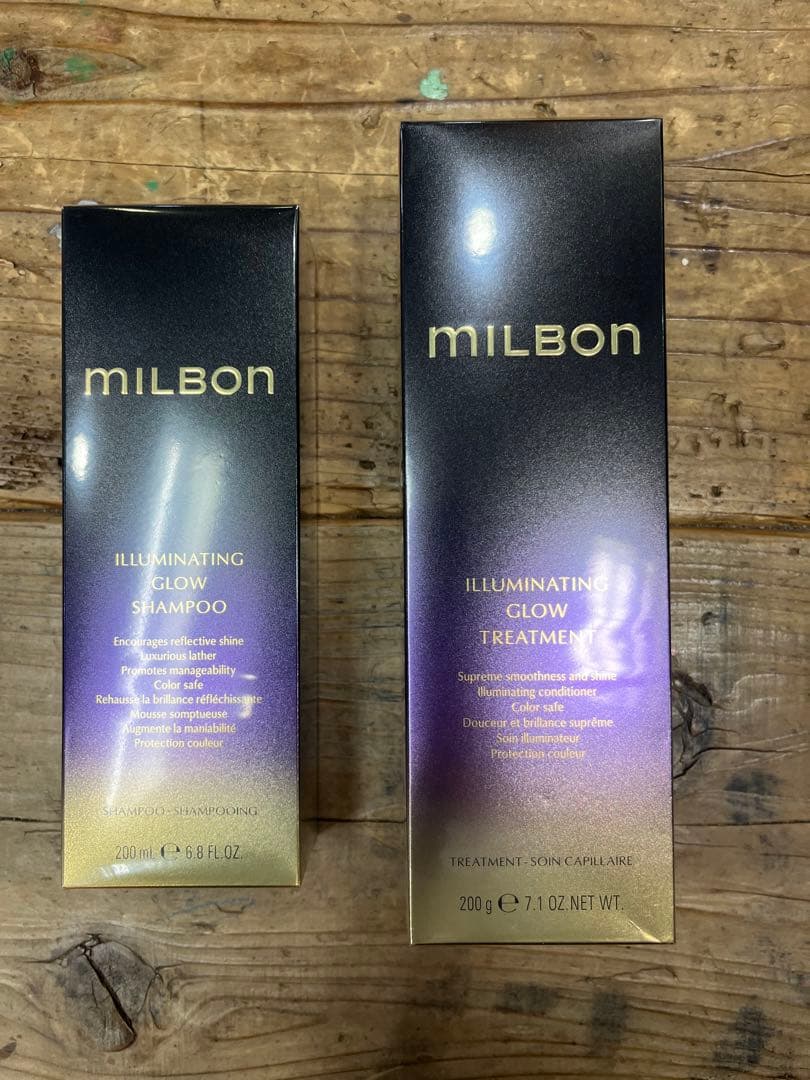 MILBON
ILLUMINATING
GLOW
SHAMPOO
Encourages reflective shine
Luxurious lather
Promotes manageability
Color safe
Rehausse la brillance réfléchissante
Mousse somptueuse
Augmente la maniabilité
Protection couleur
SHAMPOO-SHAMPOOING
200 mL ℮ 6.8 FL.OZ.
MILBON
ILLUMINATING
GLOW
TREATMENT
Supreme smoothness and shine
Illuminating conditioner
Color safe
Douceur et brillance suprême
Soin illuminateur
Protection couleur
TREATMENT-SOIN CAPILLAIRE
200 g ℮ 7.1 OZ.NET WT.